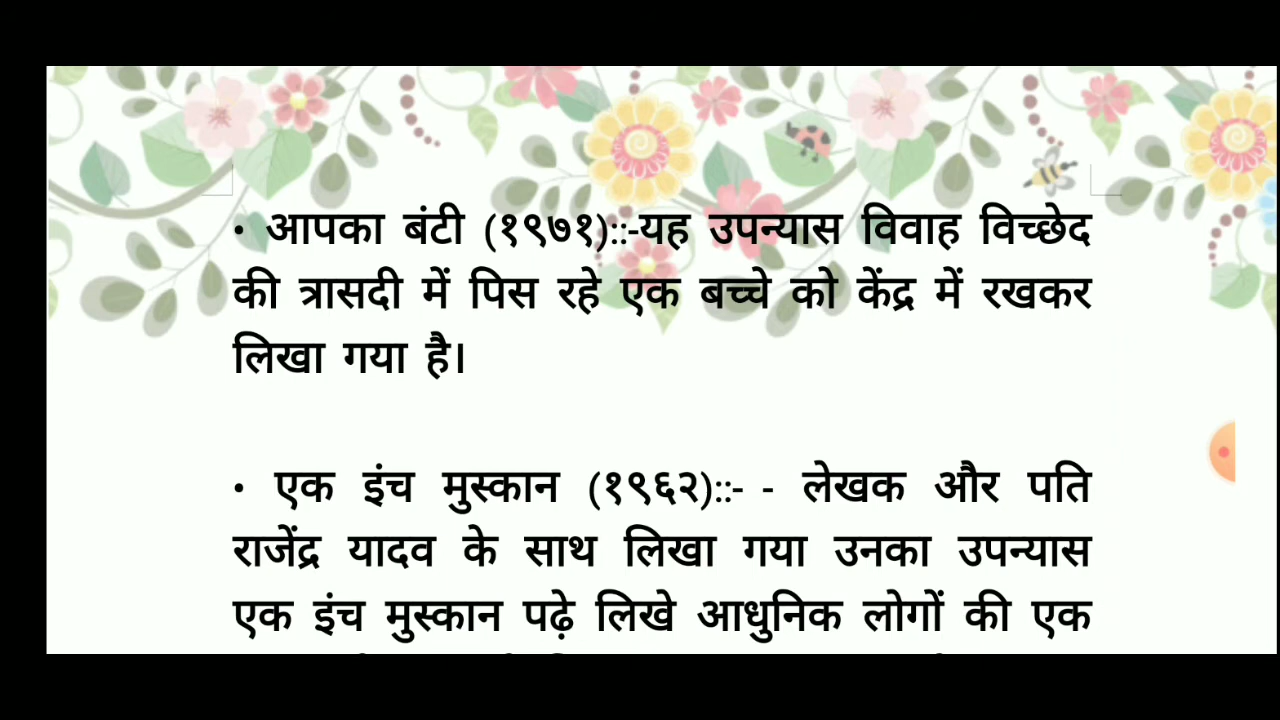 • आपका बंटी (१९७१)::-यह उपन्यास विवाह विच्छेद
की त्रासदी में पिस रहे एक बच्चे को केंद्र में रखकर
लिखा गया है।
• एक इंच मुस्कान (१९६२)::- - लेखक और पति
राजेंद्र यादव के साथ लिखा गया उनका उपन्यास
एक इंच मुस्कान पढ़े लिखे आधुनिक लोगों की एक